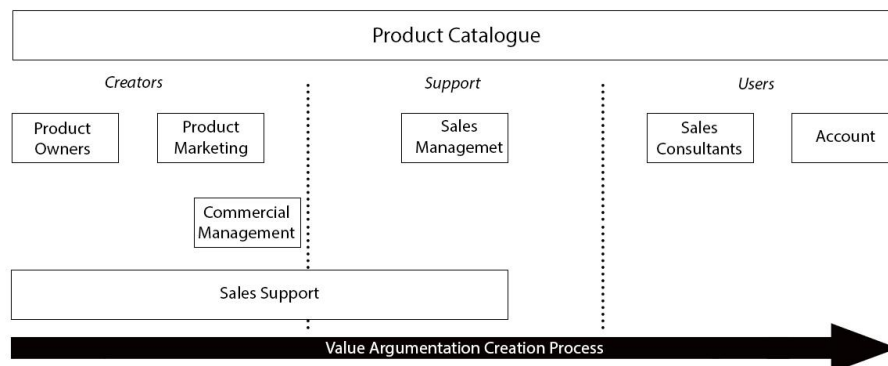 Product Catalogue
Creators
Support
Users
Product
Owners
Product
Marketing
Sales
Managemet
Sales
Consultants
Account
Commercial
Management
Sales Support
Value Argumentation Creation Process